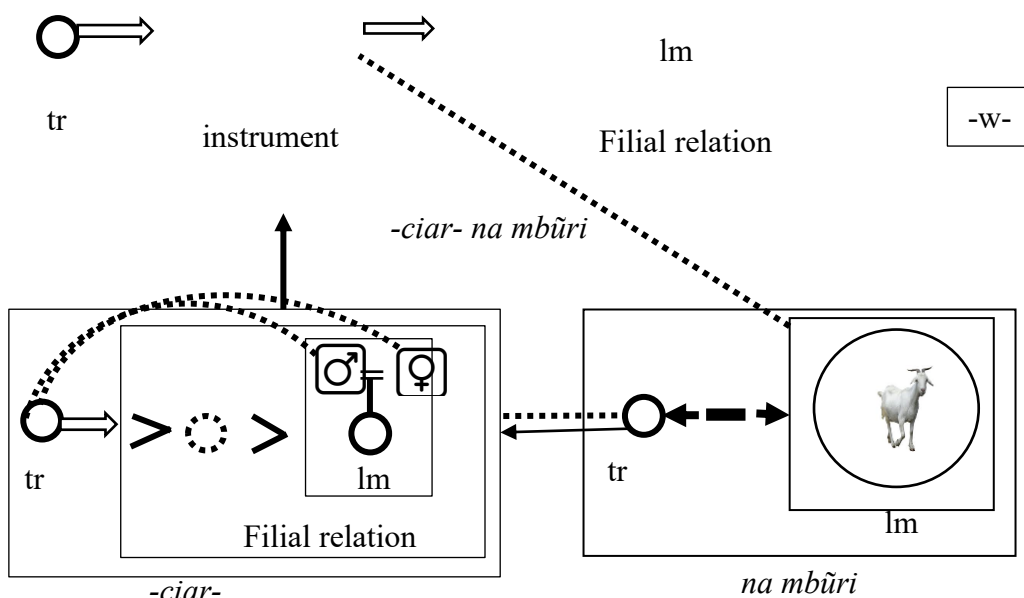 lm
tr
-w-
instrument
Filial relation
-ciar- na mbũri
tr
lm
tr
Filial relation
lm
-ciar-
na mbũri